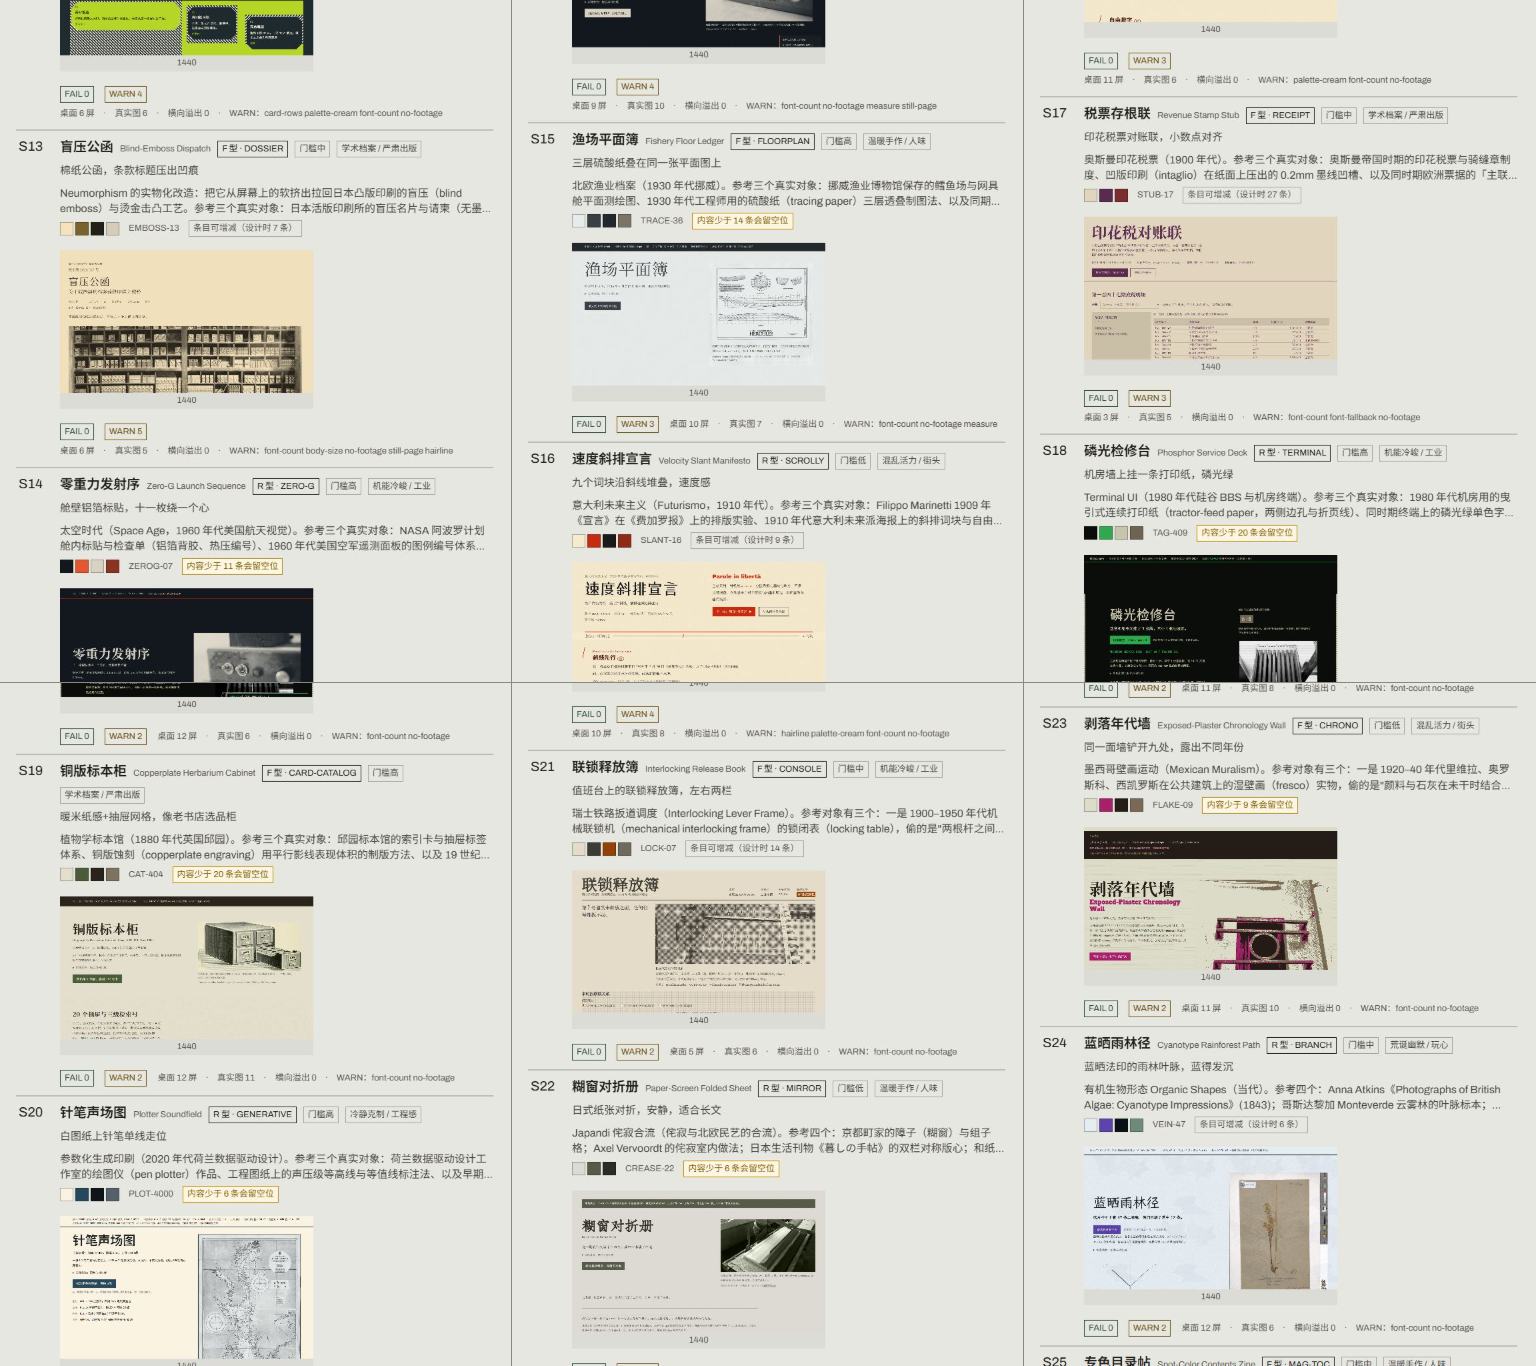 1440
FAIL 0 WARN 4
桌面 6 屏 · 真实图 6 · 横向溢出 0 · WARN：card-rows palette-cream font-count no-footage
S13 盲压公函 Blind-Emboss Dispatch F 型 · DOSSIER 门槛中 学术档案 / 严肃出版
棉纸公函，条款标题压出凹痕
Neumorphism 的实物化改造：把它从屏幕上的软挤出拉回日本凸版印刷的盲压（blind
emboss）与烫金击凸工艺。参考三个真实对象：日本活版印刷所的盲压名片与请柬（无墨...
EMBOSS-13 条目可增减（设计时 7 条）
盲压公函
1440
FAIL 0 WARN 5
桌面 6 屏 · 真实图 5 · 横向溢出 0 · WARN：font-count body-size no-footage still-page hairline
S14 零重力发射序 Zero-G Launch Sequence R 型 · ZERO-G 门槛高 机能冷峻 / 工业
舱壁铝箔标贴，十一枚绕一个心
太空时代（Space Age，1960 年代美国航天视觉）。参考三个真实对象：NASA 阿波罗计划
舱内标贴与检查单（铝箔背胶、热压编号）、1960 年代美国空军遥测面板的图例编号体系...
ZEROG-07 内容少于 11 条会留空位
零重力发射序
1440
FAIL 0 WARN 4
桌面 9 屏 · 真实图 10 · 横向溢出 0 · WARN：font-count no-footage measure still-page
S15 渔场平面簿 Fishery Floor Ledger F 型 · FLOORPLAN 门槛高 温暖手作 / 人味
三层硫酸纸叠在同一张平面图上
北欧渔业档案（1930 年代挪威）。参考三个真实对象：挪威渔业博物馆保存的鳕鱼场与网具
舱平面测绘图、1930 年代工程师用的硫酸纸（tracing paper）三层透叠制图法、以及同期...
TRACE-36 内容少于 14 条会留空位
渔场平面簿
1440
FAIL 0 WARN 3 桌面 10 屏 · 真实图 7 · 横向溢出 0 · WARN：font-count no-footage measure
S16 速度斜排宣言 Velocity Slant Manifesto R 型 · SCROLLY 门槛低 混乱活力 / 街头
九个词块沿斜线堆叠，速度感
意大利未来主义（Futurismo，1910 年代）。参考三个真实对象：Filippo Marinetti 1909 年
《宣言》在《费加罗报》上的排版实验、1910 年代意大利未来派海报上的斜排词块与自由...
SLANT-16 条目可增减（设计时 9 条）
速度斜排宣言
Parole in libertà
1440
FAIL 0 WARN 3
桌面 11 屏 · 真实图 6 · 横向溢出 0 · WARN：palette-cream font-count no-footage
S17 税票存根联 Revenue Stamp Stub F 型 · RECEIPT 门槛中 学术档案 / 严肃出版
印花税票对账联，小数点对齐
奥斯曼印花税票（1900 年代）。参考三个真实对象：奥斯曼帝国时期的印花税票与骑缝章制
度、凹版印刷（intaglio）在纸面上压出的 0.2mm 墨线凹槽、以及同时期欧洲票据的「主联...
STUB-17 条目可增减（设计时 27 条）
印花税对账联
1440
FAIL 0 WARN 3
桌面 3 屏 · 真实图 5 · 横向溢出 0 · WARN：font-count font-fallback no-footage
S18 磷光检修台 Phosphor Service Deck R 型 · TERMINAL 门槛高 机能冷峻 / 工业
机房墙上挂一条打印纸，磷光绿
Terminal UI（1980 年代硅谷 BBS 与机房终端）。参考三个真实对象：1980 年代机房用的曳
引式连续打印纸（tractor-feed paper，两侧边孔与折页线）、同时期终端上的磷光绿单色字...
TAG-409 内容少于 20 条会留空位
磷光检修台
1440
FAIL 0 WARN 2 桌面 12 屏 · 真实图 6 · 横向溢出 0 · WARN：font-count no-footage
S19 铜版标本柜 Copperplate Herbarium Cabinet F 型 · CARD-CATALOG 门槛高
学术档案 / 严肃出版
暖米纸感+抽屉网格，像老书店选品柜
植物学标本馆（1880 年代英国邱园）。参考三个真实对象：邱园标本馆的索引卡与抽屉标签
体系、铜版蚀刻（copperplate engraving）用平行影线表现体积的制版方法、以及 19 世纪...
CAT-404 内容少于 20 条会留空位
铜版标本柜
1440
FAIL 0 WARN 2 桌面 12 屏 · 真实图 11 · 横向溢出 0 · WARN：font-count no-footage
S20 针笔声场图 Plotter Soundfield R 型 · GENERATIVE 门槛高 冷静克制 / 工程感
白图纸上针笔单线走位
参数化生成印刷（2020 年代荷兰数据驱动设计）。参考三个真实对象：荷兰数据驱动设计工
作室的绘图仪（pen plotter）作品、工程图纸上的声压级等高线与等值线标注法、以及早期...
PLOT-4000 内容少于 6 条会留空位
针笔声场图
1440
FAIL 0 WARN 4
桌面 10 屏 · 真实图 8 · 横向溢出 0 · WARN：hairline palette-cream font-count no-footage
S21 联锁释放簿 Interlocking Release Book F 型 · CONSOLE 门槛中 机能冷峻 / 工业
值班台上的联锁释放簿，左右两栏
瑞士铁路扳道调度（Interlocking Lever Frame）。参考对象有三个：一是 1900–1950 年代机
械联锁机（mechanical interlocking frame）的锁闭表（locking table），偷的是“两根杆之间...
LOCK-07 条目可增减（设计时 14 条）
联锁释放簿
1440
FAIL 0 WARN 2 桌面 5 屏 · 真实图 6 · 横向溢出 0 · WARN：font-count no-footage
S22 糊窗对折册 Paper-Screen Folded Sheet R 型 · MIRROR 门槛低 温暖手作 / 人味
日式纸张对折，安静，适合长文
Japandi 侘寂合流（侘寂与北欧民艺的合流）。参考四个：京都町家的障子（糊窗）与组子
格；Axel Vervoordt 的侘寂室内做法；日本生活刊物《暮しの手帖》的双栏对称版心；和纸...
CREASE-22 内容少于 6 条会留空位
糊窗对折册
1440
FAIL 0 WARN 2 桌面 11 屏 · 真实图 8 · 横向溢出 0 · WARN：font-count no-footage
S23 剥落年代墙 Exposed-Plaster Chronology Wall F 型 · CHRONO 门槛低 混乱活力 / 街头
同一面墙铲开九处，露出不同年份
墨西哥壁画运动（Mexican Muralism）。参考对象有三个：一是 1920–40 年代里维拉、奥罗
斯科、西凯罗斯在公共建筑上的湿壁画（fresco）实物，偷的是“颜料与石灰在未干时结合...
FLAKE-09 内容少于 9 条会留空位
剥落年代墙
Exposed-Plaster Chronology
Wall
1440
FAIL 0 WARN 2 桌面 11 屏 · 真实图 10 · 横向溢出 0 · WARN：font-count no-footage
S24 蓝晒雨林径 Cyanotype Rainforest Path R 型 · BRANCH 门槛中 荒诞幽默 / 玩心
蓝晒法印的雨林叶脉，蓝得发沉
有机生物形态 Organic Shapes（当代）。参考四个：Anna Atkins《Photographs of British
Algae: Cyanotype Impressions》(1843)；哥斯达黎加 Monteverde 云雾林的叶脉标本；...
VEIN-47 条目可增减（设计时 6 条）
蓝晒雨林径
1440
FAIL 0 WARN 2 桌面 12 屏 · 真实图 6 · 横向溢出 0 · WARN：font-count no-footage
S25 专色目录帖 Spot-Color Contents Zine F 型 · MAG-TOC 门槛中 温暖手作 / 人味